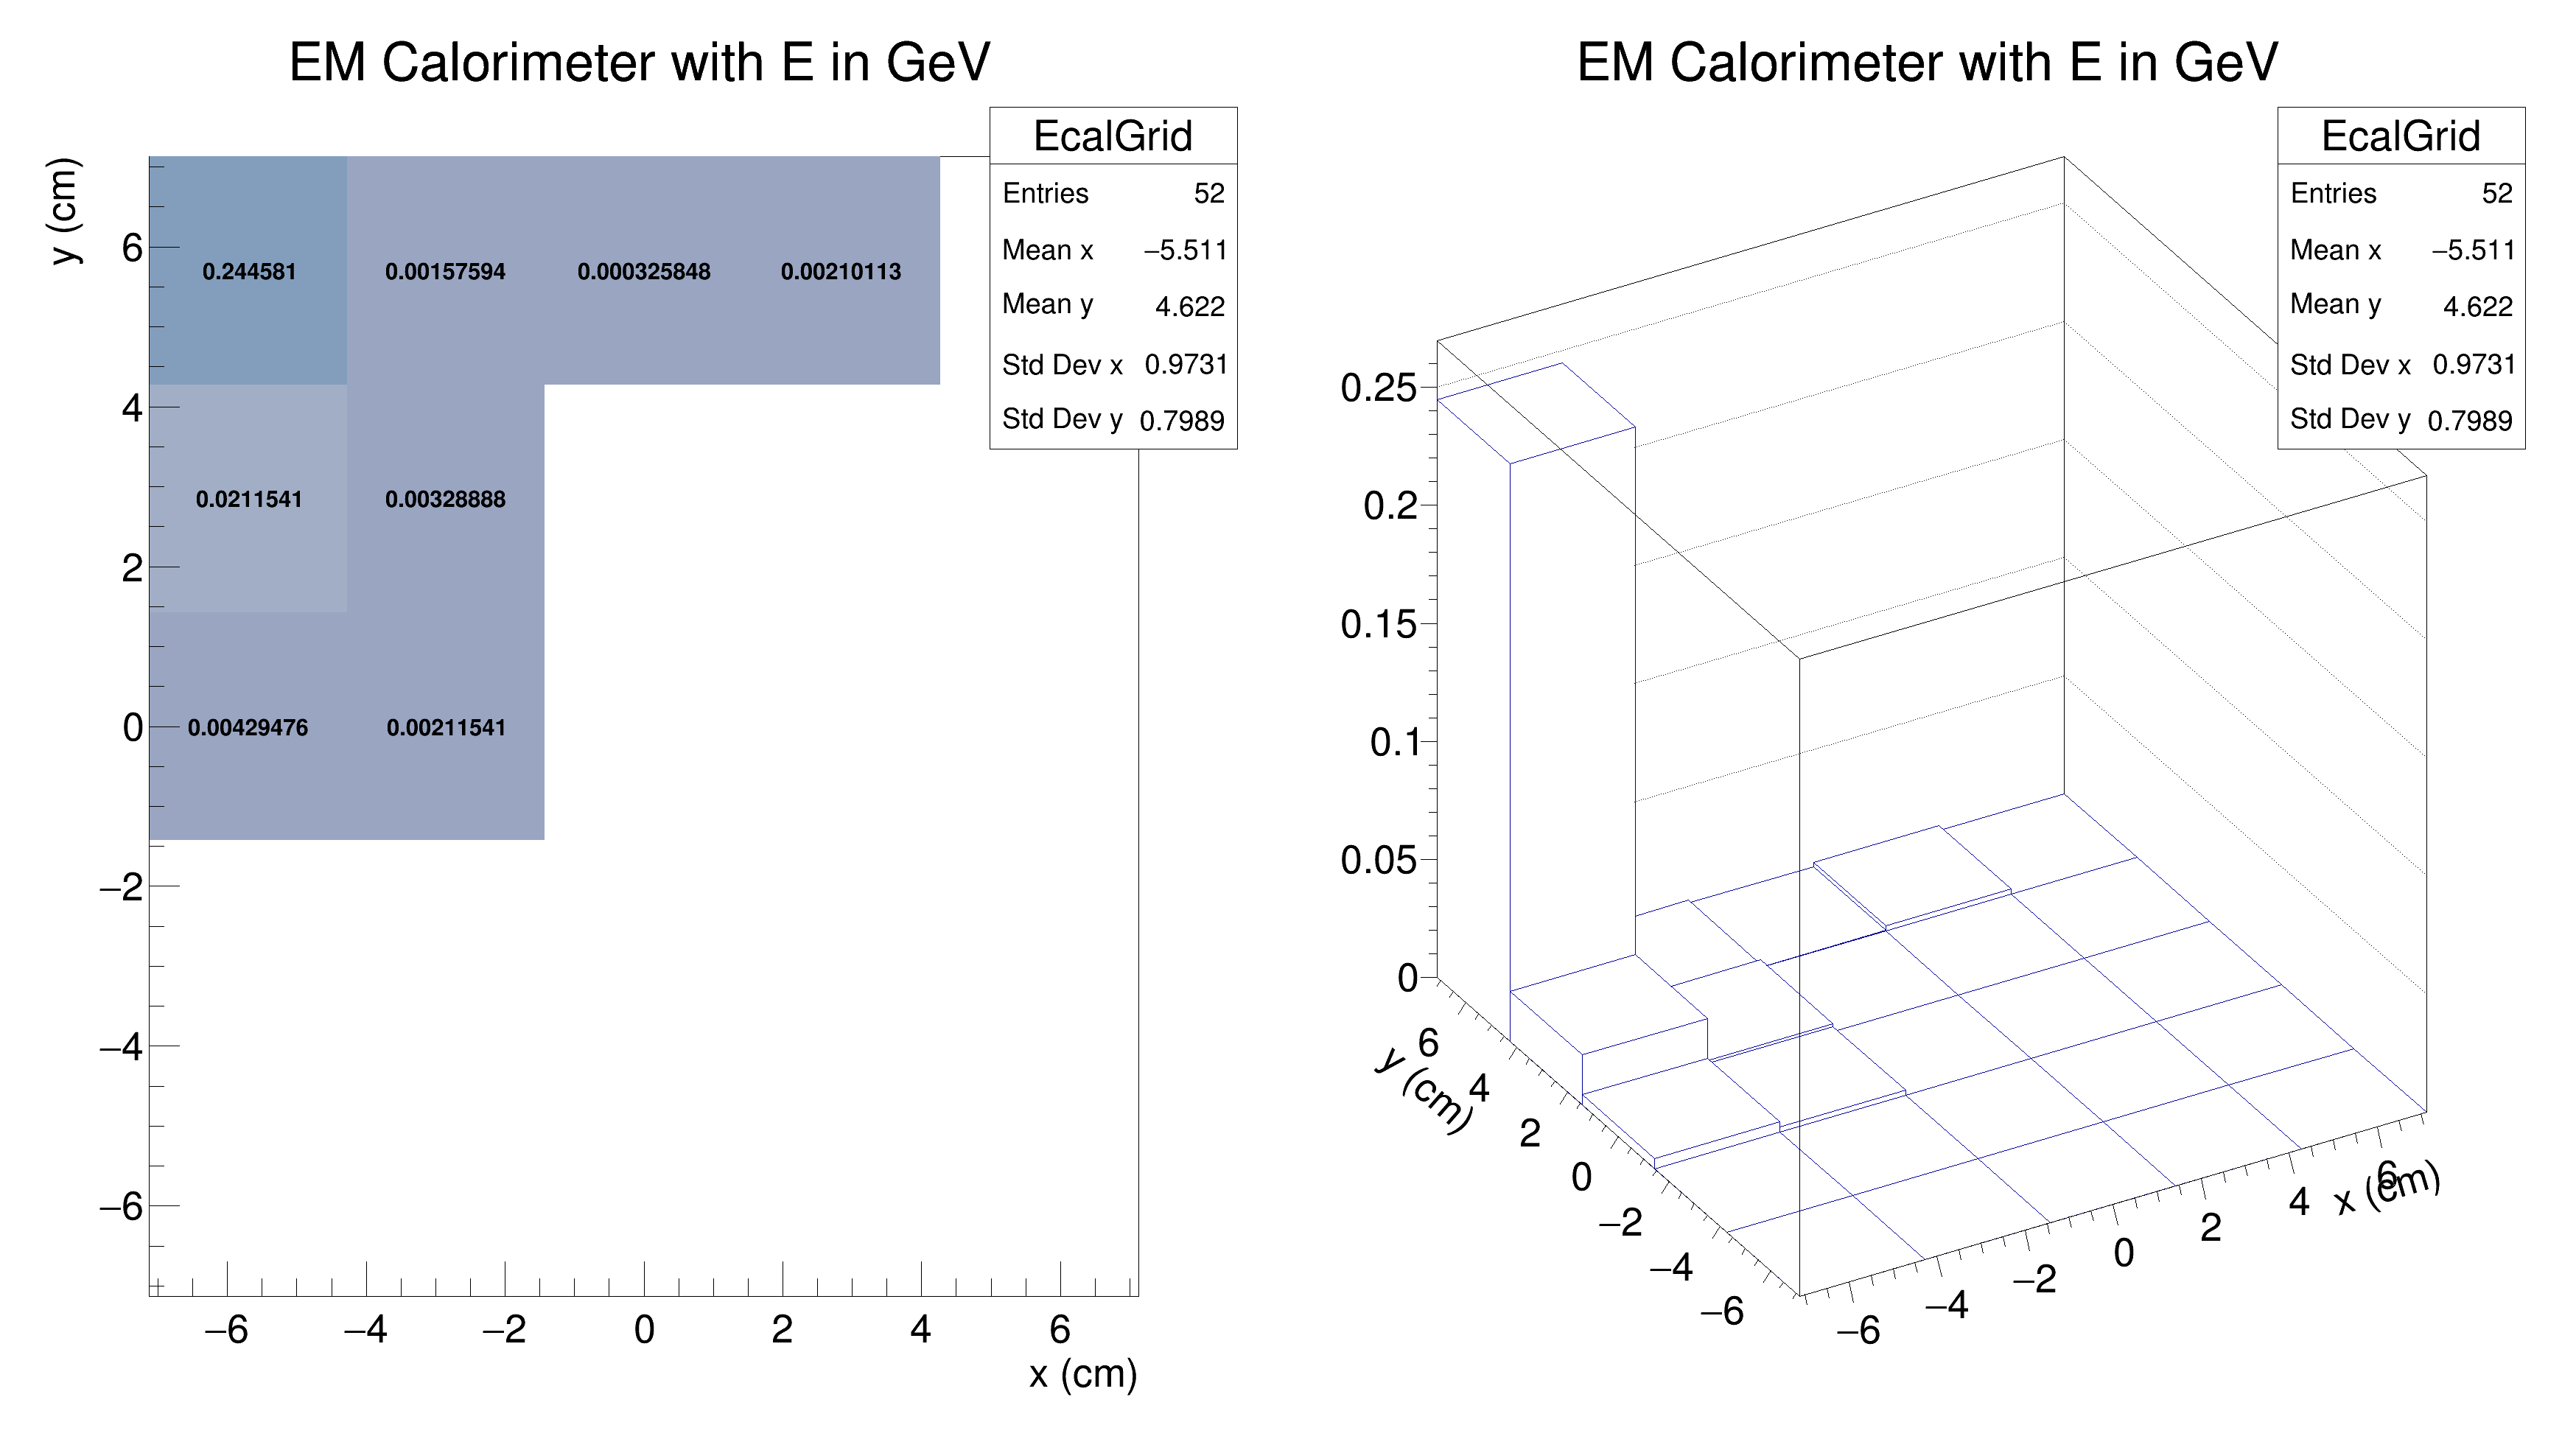 EM Calorimeter with E in GeV
EcalGrid
Entries 52
Mean x −5.511
Mean y 4.622
Std Dev x 0.9731
Std Dev y 0.7989
y (cm)
6
4
2
0
−2
−4
−6
0.244581 0.00157594 0.000325848 0.00210113
0.0211541 0.00328888
0.00429476 0.00211541
−6 −4 −2 0 2 4 6
x (cm)
EM Calorimeter with E in GeV
EcalGrid
Entries 52
Mean x −5.511
Mean y 4.622
Std Dev x 0.9731
Std Dev y 0.7989
0.25
0.2
0.15
0.1
0.05
0
6
4
2
0
−2
−4
−6
y (cm)
−6 −4 −2 0 2 4 6
x (cm)